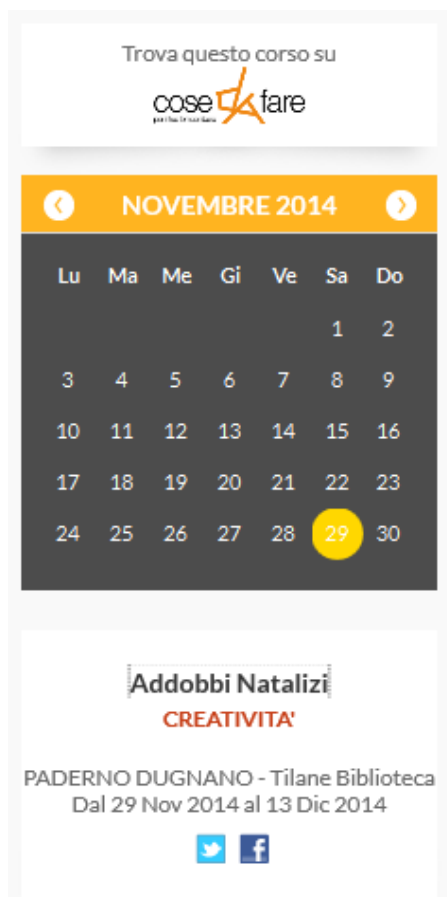 Trova questo corso su
cose da fare
NOVEMBRE 2014
Lu Ma Me Gi Ve Sa Do
1 2
3 4 5 6 7 8 9
10 11 12 13 14 15 16
17 18 19 20 21 22 23
24 25 26 27 28 29 30
Addobbi Natalizi
CREATIVITA'
PADERNO DUGNANO - Tilane Biblioteca
Dal 29 Nov 2014 al 13 Dic 2014